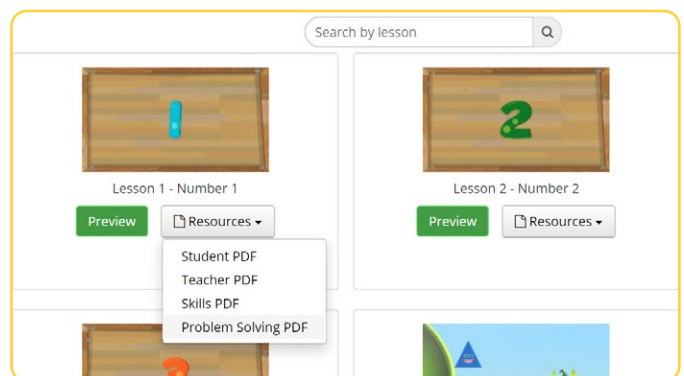 Search by lesson
1
2
Lesson 1 - Number 1
Lesson 2 - Number 2
Preview
Resources
Preview
Resources
Student PDF
Teacher PDF
Skills PDF
Problem Solving PDF
3